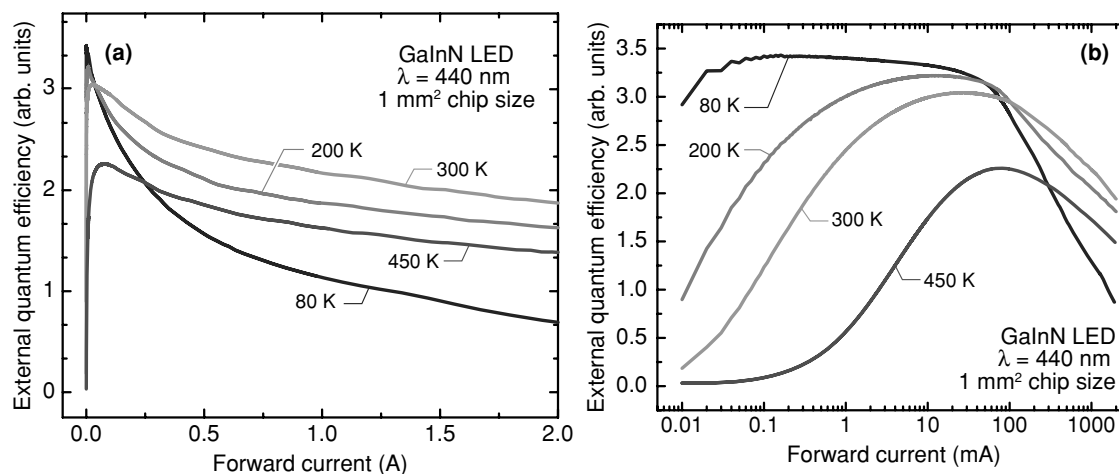 External quantum efficiency (arb. units)
3
2
1
0
(a)
GaInN LED
λ = 440 nm
1 mm² chip size
200 K
300 K
450 K
80 K
0.0 0.5 1.0 1.5 2.0
Forward current (A)
External quantum efficiency (arb. units)
3.5
3.0
2.5
2.0
1.5
1.0
0.5
0.0
(b)
80 K
200 K
300 K
450 K
GaInN LED
λ = 440 nm
1 mm² chip size
0.01 0.1 1 10 100 1000
Forward current (mA)